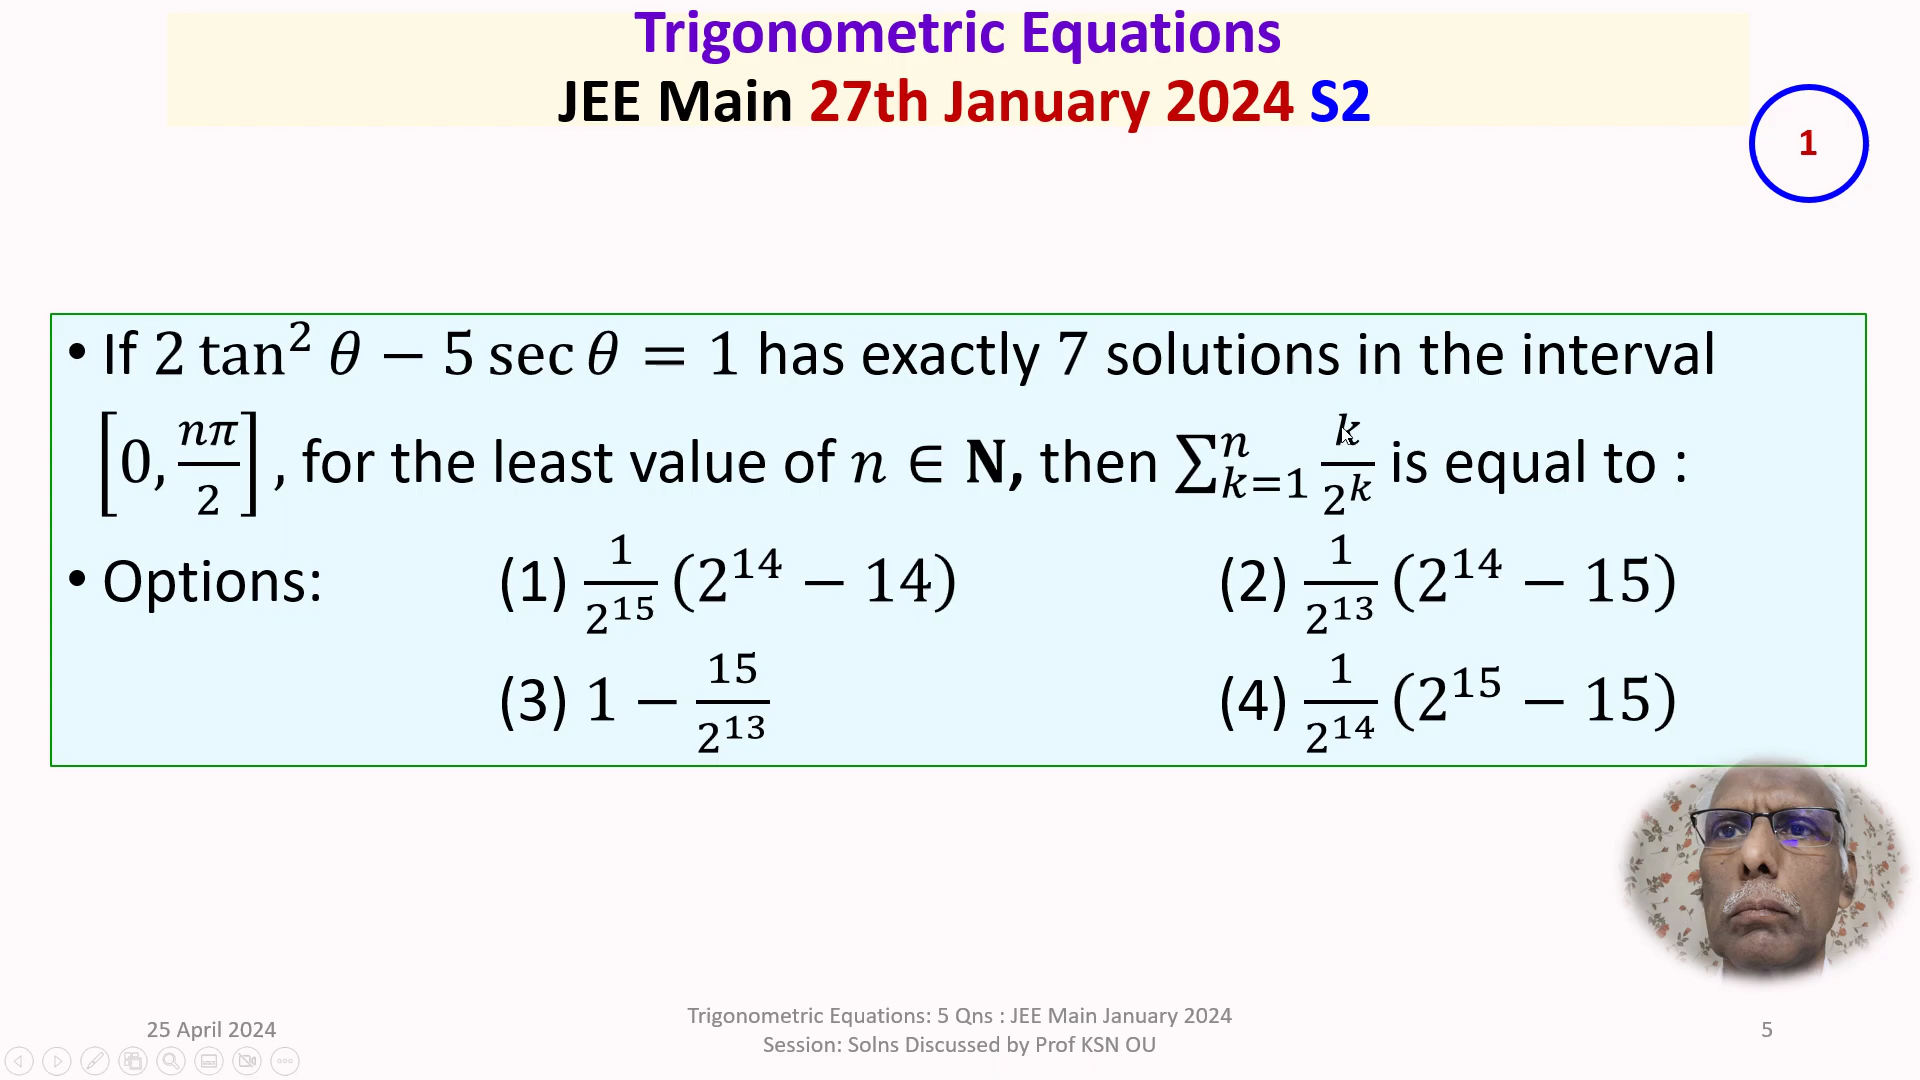 Trigonometric Equations
JEE Main 27th January 2024 S2
1
• If 2 tan² θ − 5 sec θ = 1 has exactly 7 solutions in the interval
[0, nπ/2] , for the least value of n ∈ N, then ∑ₖ₌₁ⁿ k/2ᵏ is equal to :
• Options: (1) 1/2¹⁵ (2¹⁴ − 14) (2) 1/2¹³ (2¹⁴ − 15)
(3) 1 − 15/2¹³ (4) 1/2¹⁴ (2¹⁵ − 15)
25 April 2024
Trigonometric Equations: 5 Qns : JEE Main January 2024
Session: Solns Discussed by Prof KSN OU
5